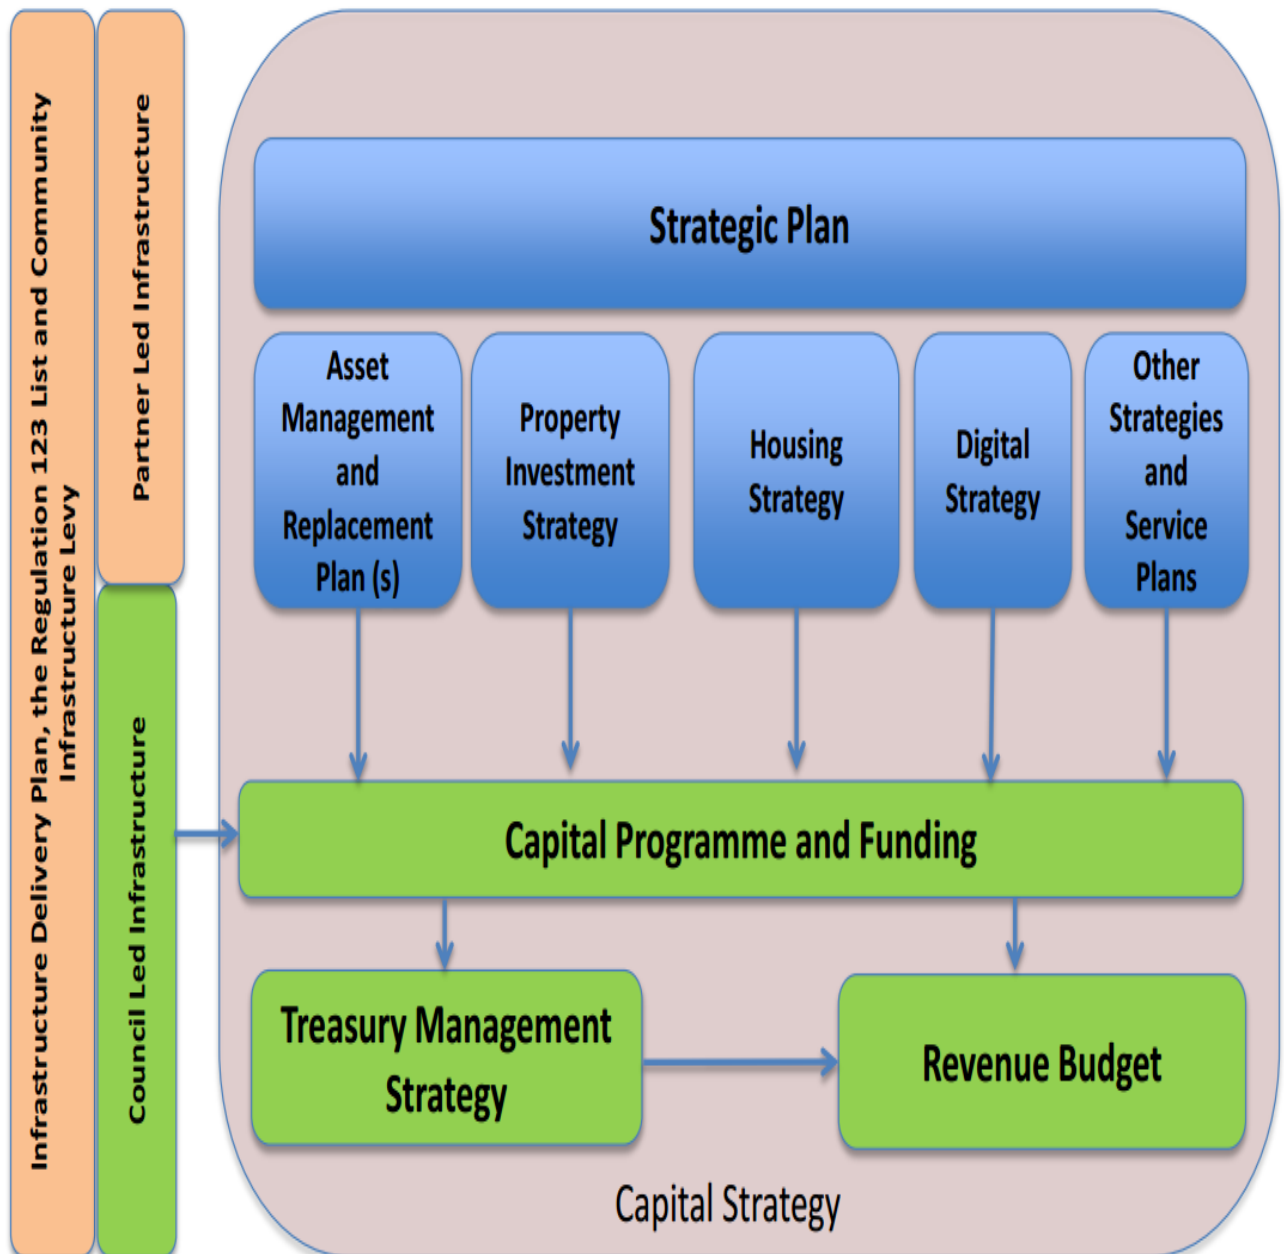 Infrastructure Delivery Plan, the Regulation 123 List and Community
Infrastructure Levy
Partner Led Infrastructure
Council Led Infrastructure
Strategic Plan
Asset
Management
and
Replacement
Plan (s)
Property
Investment
Strategy
Housing
Strategy
Digital
Strategy
Other
Strategies
and
Service
Plans
Capital Programme and Funding
Treasury Management
Strategy
Revenue Budget
Capital Strategy